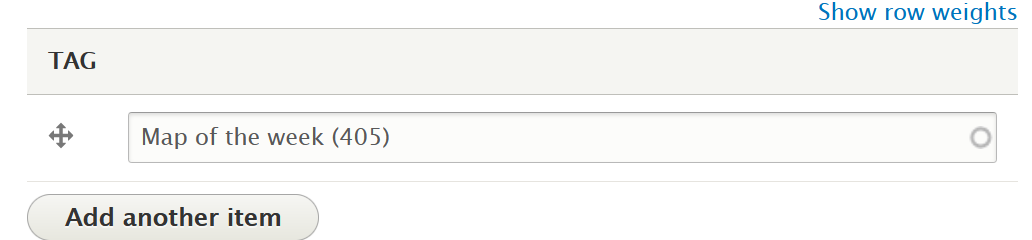 Show row weights
TAG
Map of the week (405)
Add another item